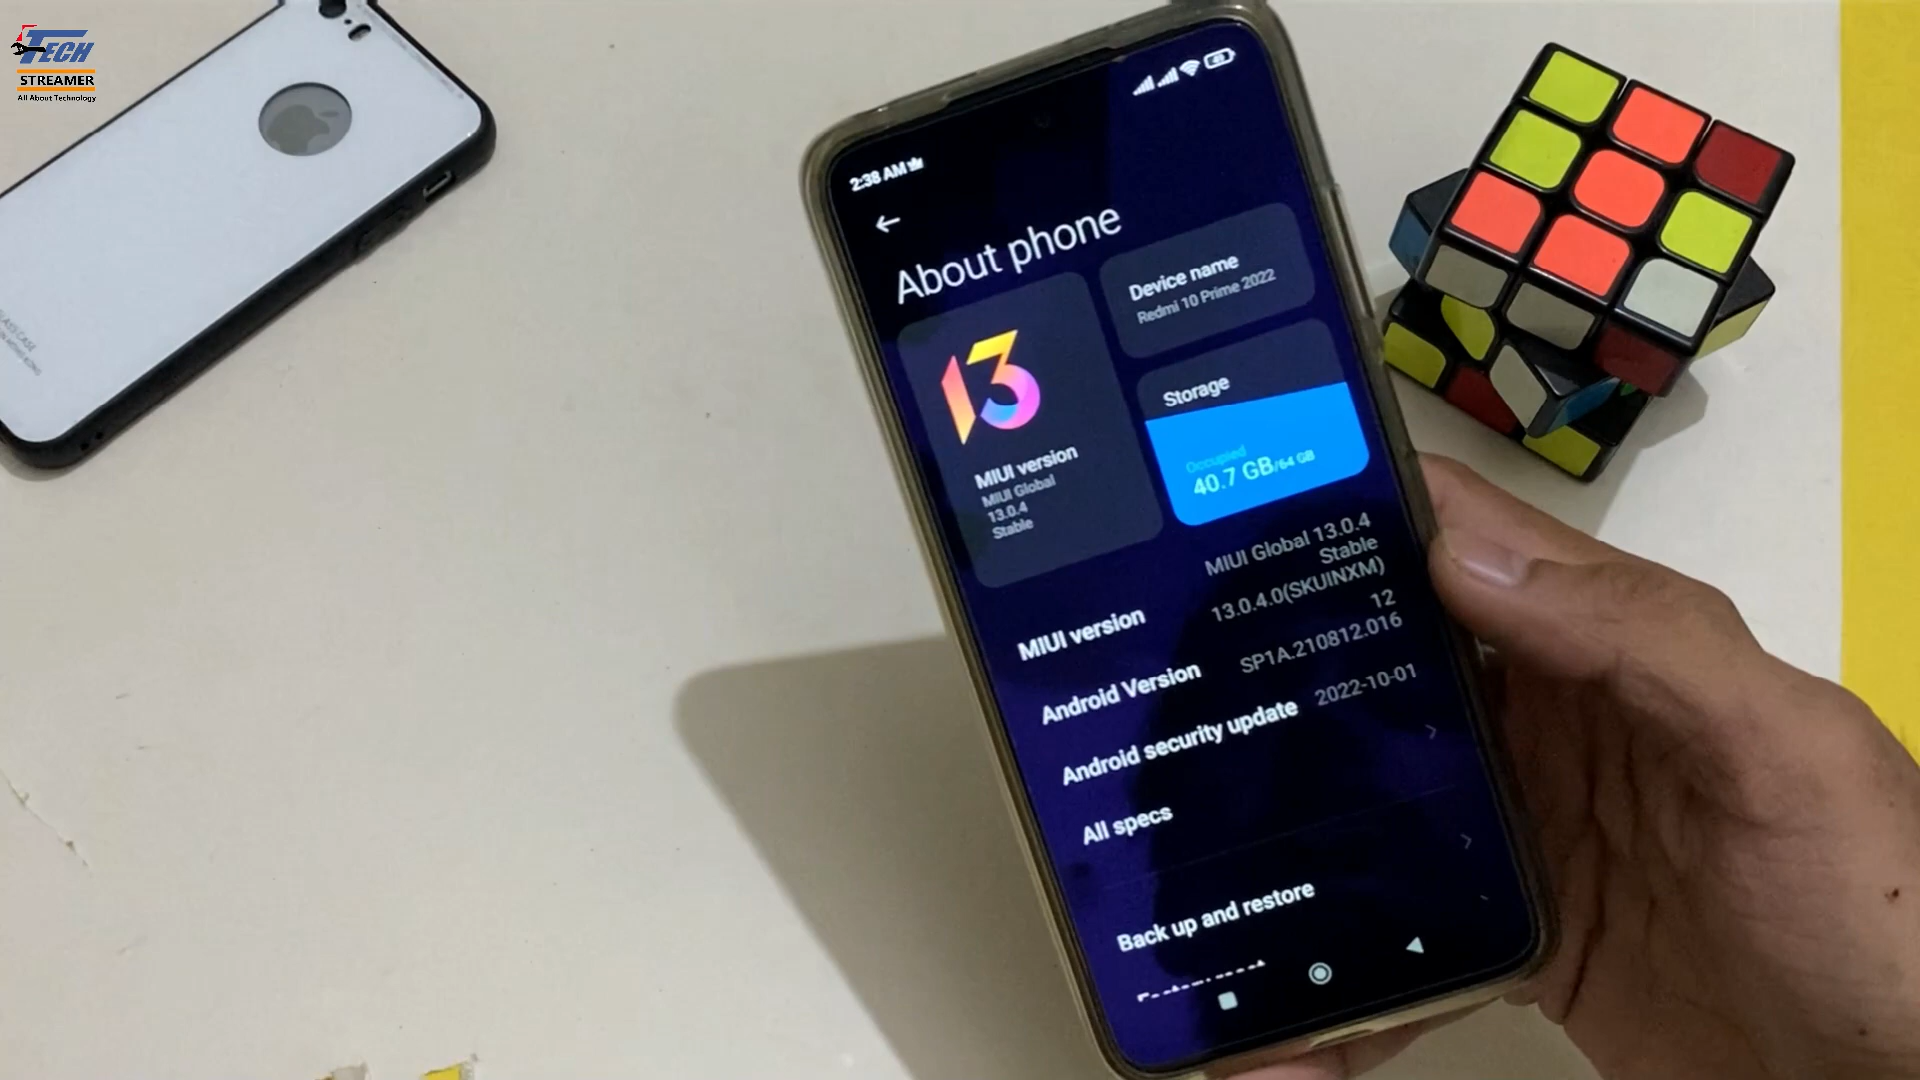 TECH
STREAMER
All About Technology
2:38 AM
About phone
MIUI version
MIUI Global
13.0.4
Stable
Device name
Redmi 10 Prime 2022
Storage
Occupied
40.7 GB/64 GB
MIUI version
MIUI Global 13.0.4
Stable
13.0.4.0(SKUINXM)
Android Version
12
SP1A.210812.016
Android security update
2022-10-01
All specs
Back up and restore